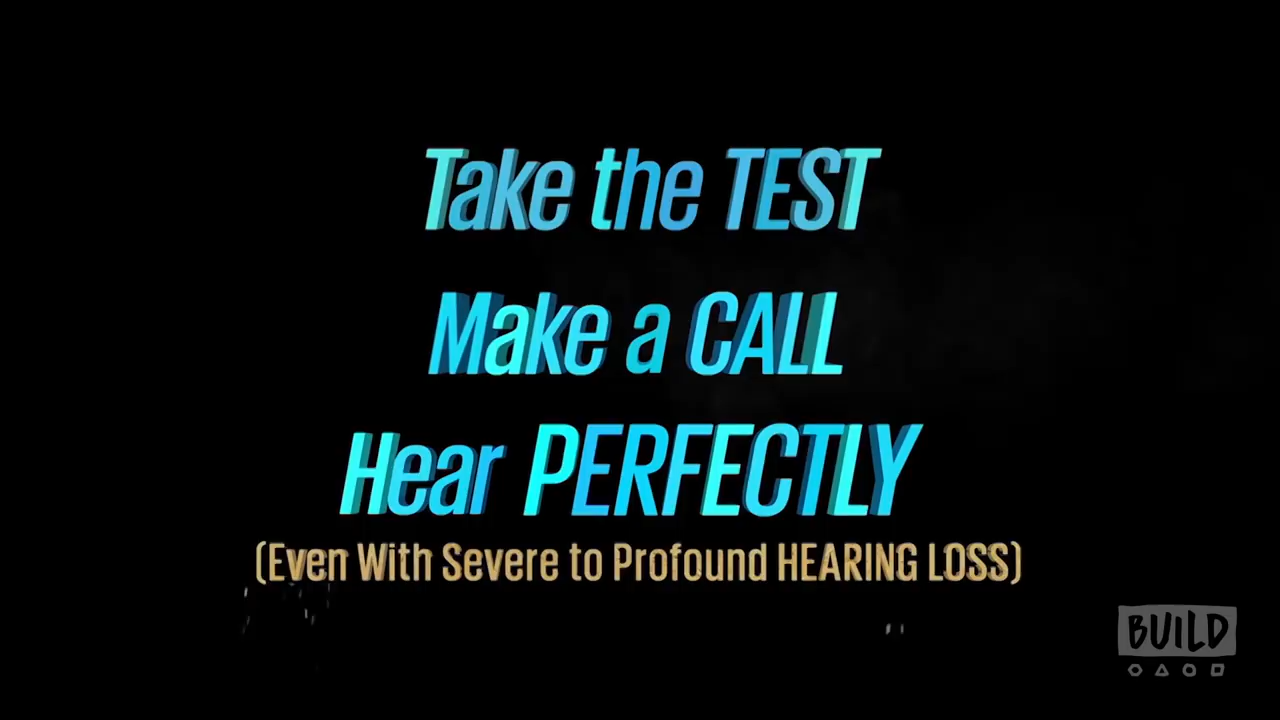 Take the TEST
Make a CALL
Hear PERFECTLY
(Even With Severe to Profound HEARING LOSS)
BUILD